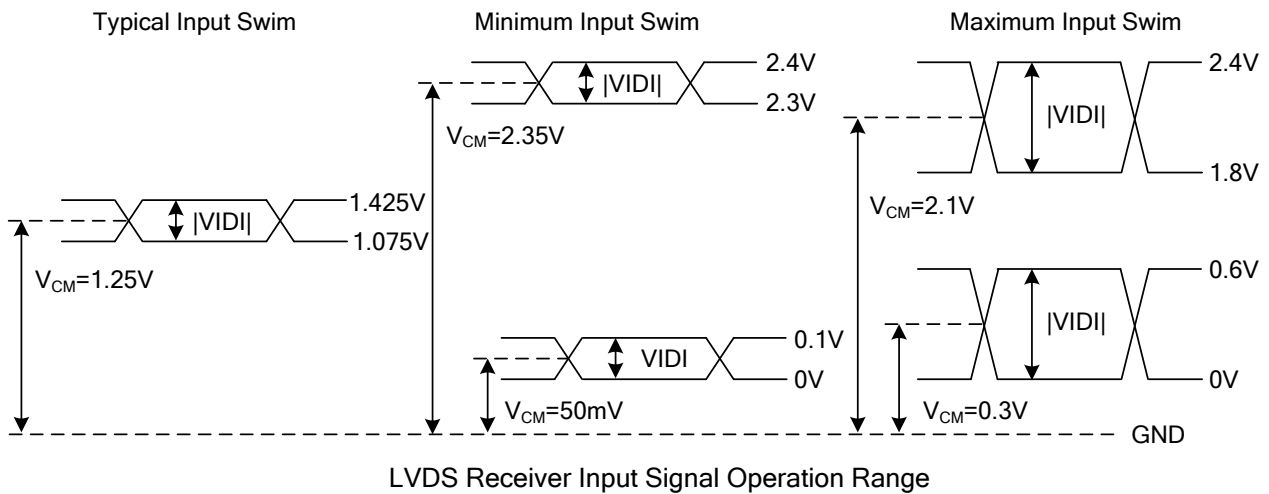 Typical Input Swim
Minimum Input Swim
Maximum Input Swim
2.4V
|VIDI|
2.3V
V_CM=2.35V
2.4V
|VIDI|
1.8V
V_CM=2.1V
1.425V
|VIDI|
1.075V
V_CM=1.25V
0.1V
VIDI
0V
V_CM=50mV
0.6V
|VIDI|
0V
V_CM=0.3V
GND
LVDS Receiver Input Signal Operation Range